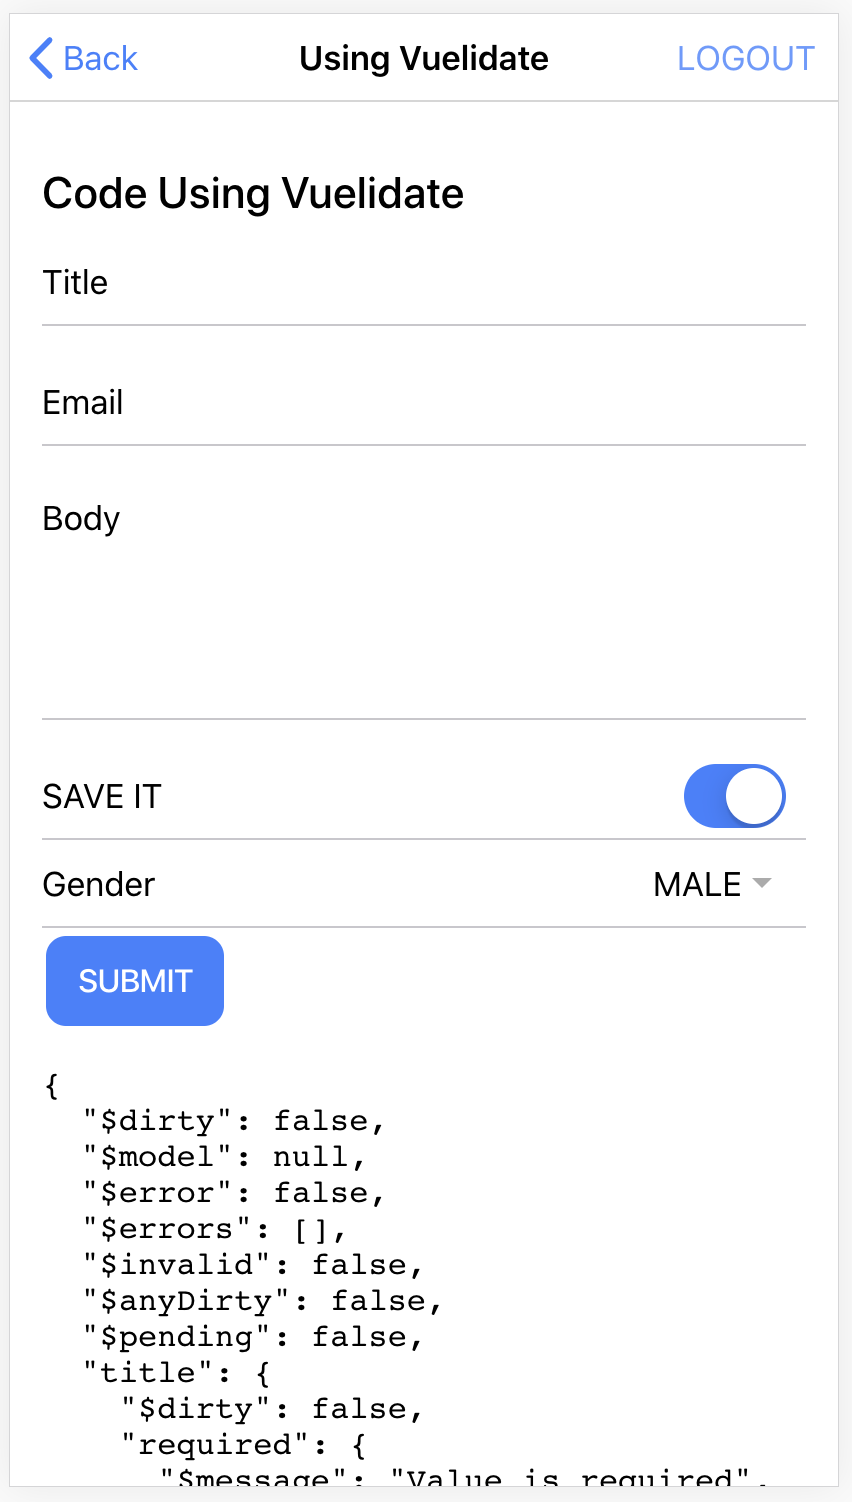 Back Using Vuelidate LOGOUT
Code Using Vuelidate
Title
Email
Body
SAVE IT
Gender MALE
SUBMIT
{
  "$dirty": false,
  "$model": null,
  "$error": false,
  "$errors": [],
  "$invalid": false,
  "$anyDirty": false,
  "$pending": false,
  "title": {
    "$dirty": false,
    "required": {
      "$message": "Value is required",